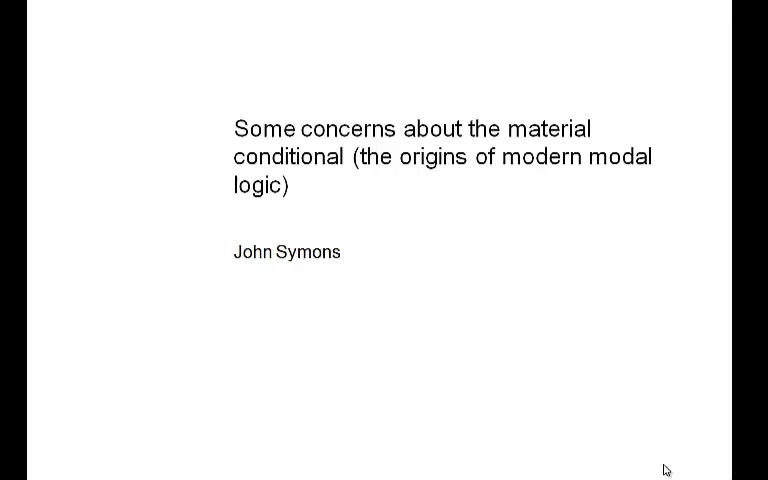 Some concerns about the material
conditional (the origins of modern modal
logic)
John Symons